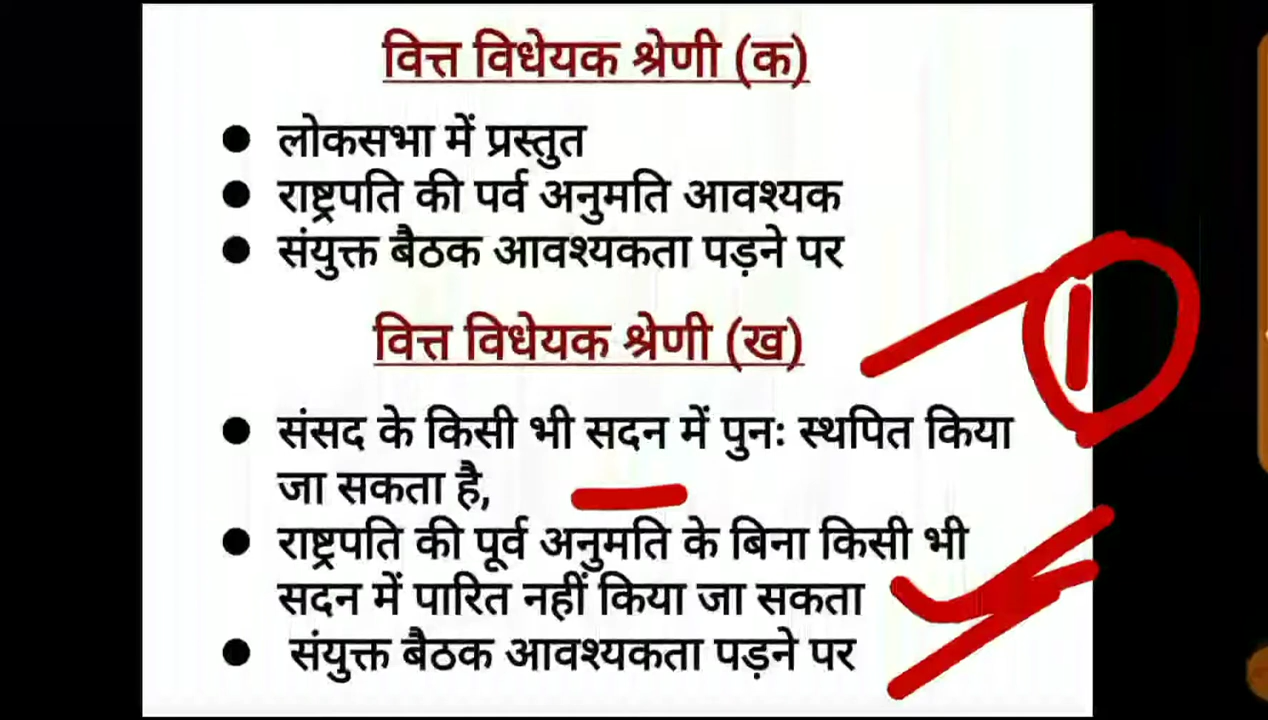 वित्त विधेयक श्रेणी (क)
● लोकसभा में प्रस्तुत
● राष्ट्रपति की पर्व अनुमति आवश्यक
● संयुक्त बैठक आवश्यकता पड़ने पर
वित्त विधेयक श्रेणी (ख)
● संसद के किसी भी सदन में पुनः स्थपित किया
जा सकता है,
● राष्ट्रपति की पूर्व अनुमति के बिना किसी भी
सदन में पारित नहीं किया जा सकता
● संयुक्त बैठक आवश्यकता पड़ने पर